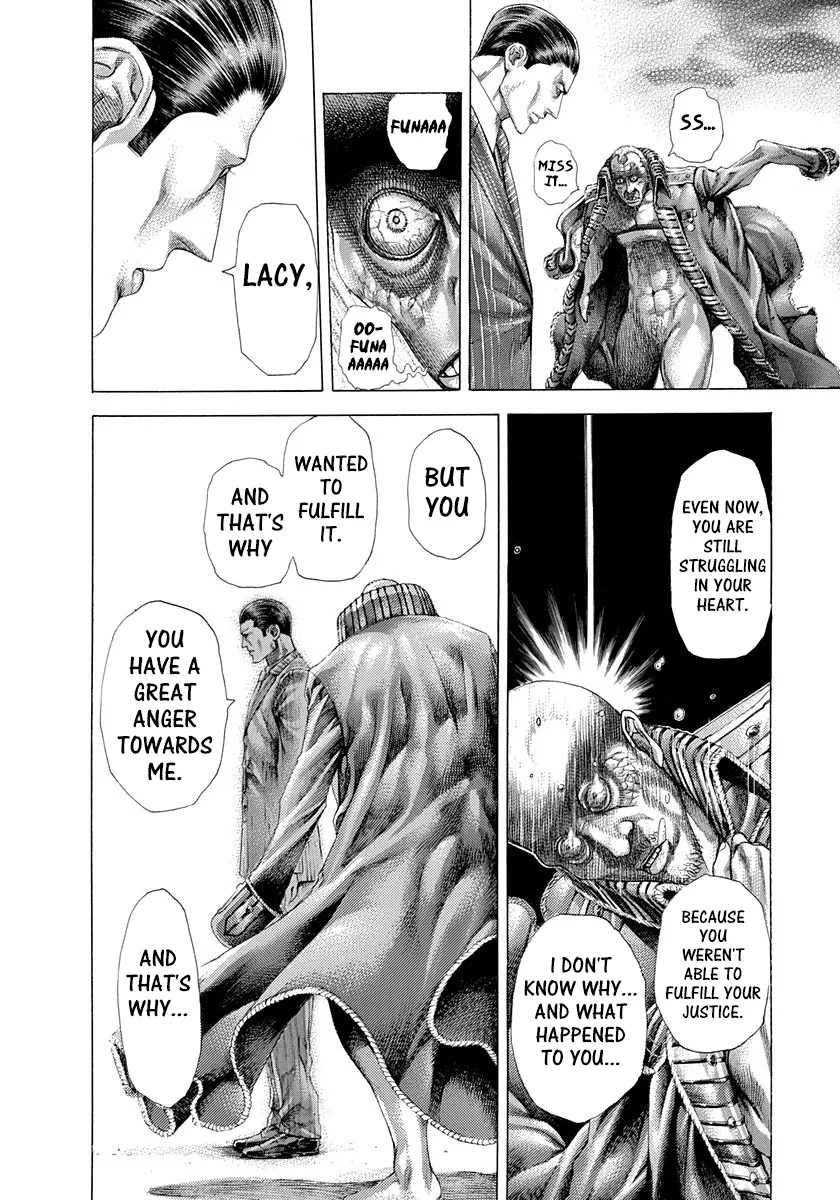 SS...
MISS
IT...
FUNAAA
OO-
FUNA
AAAAA
LACY,
EVEN NOW,
YOU ARE
STILL
STRUGGLING
IN YOUR
HEART.
BECAUSE
YOU
WEREN'T
ABLE TO
FULFILL YOUR
JUSTICE.
I DON'T
KNOW WHY...
AND WHAT
HAPPENED
TO YOU...
BUT
YOU
WANTED
TO
FULFILL
IT.
AND
THAT'S
WHY
YOU
HAVE A
GREAT
ANGER
TOWARDS
ME.
AND
THAT'S
WHY...